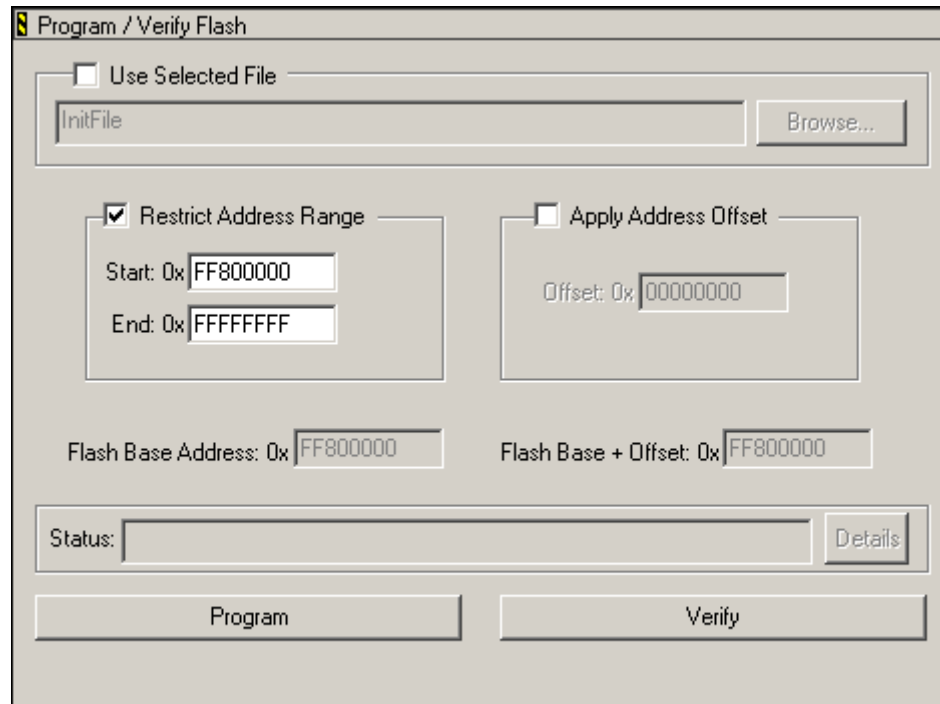 Program / Verify Flash
Use Selected File
InitFile
Browse...
Restrict Address Range
Start: 0x FF800000
End: 0x FFFFFFFF
Apply Address Offset
Offset: 0x 00000000
Flash Base Address: 0x FF800000
Flash Base + Offset: 0x FF800000
Status:
Details
Program
Verify